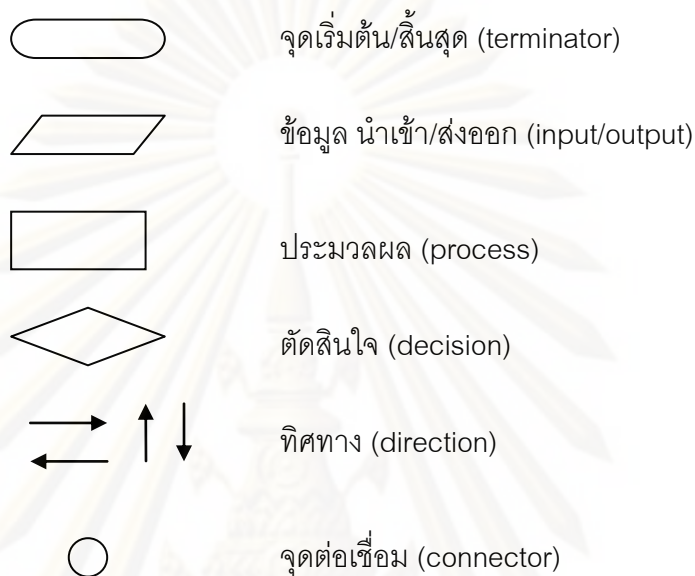 จุดเริ่มต้น/สิ้นสุด (terminator)
ข้อมูล นำเข้า/ส่งออก (input/output)
ประมวลผล (process)
ตัดสินใจ (decision)
ทิศทาง (direction)
จุดต่อเชื่อม (connector)